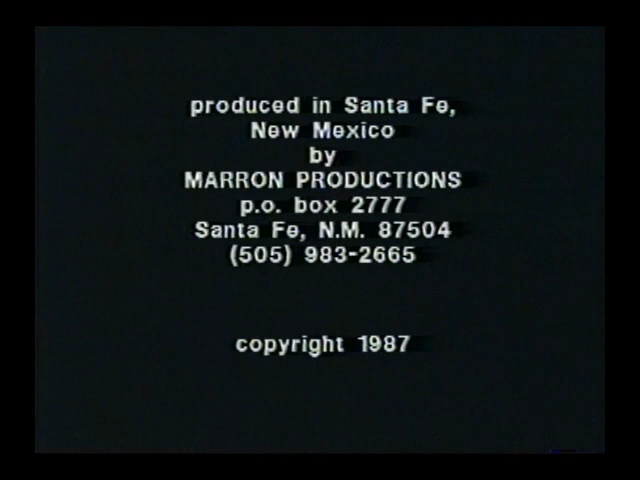 produced in Santa Fe,
New Mexico
by
MARRON PRODUCTIONS
p.o. box 2777
Santa Fe, N.M. 87504
(505) 983-2665
copyright 1987